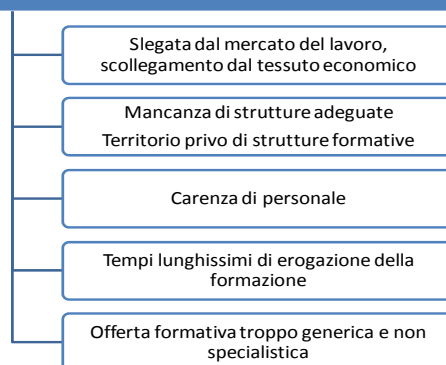 Slegata dal mercato del lavoro,
scollegamento dal tessuto economico
Mancanza di strutture adeguate
Territorio privo di strutture formative
Carenza di personale
Tempi lunghissimi di erogazione della
formazione
Offerta formativa troppo generica e non
specialistica